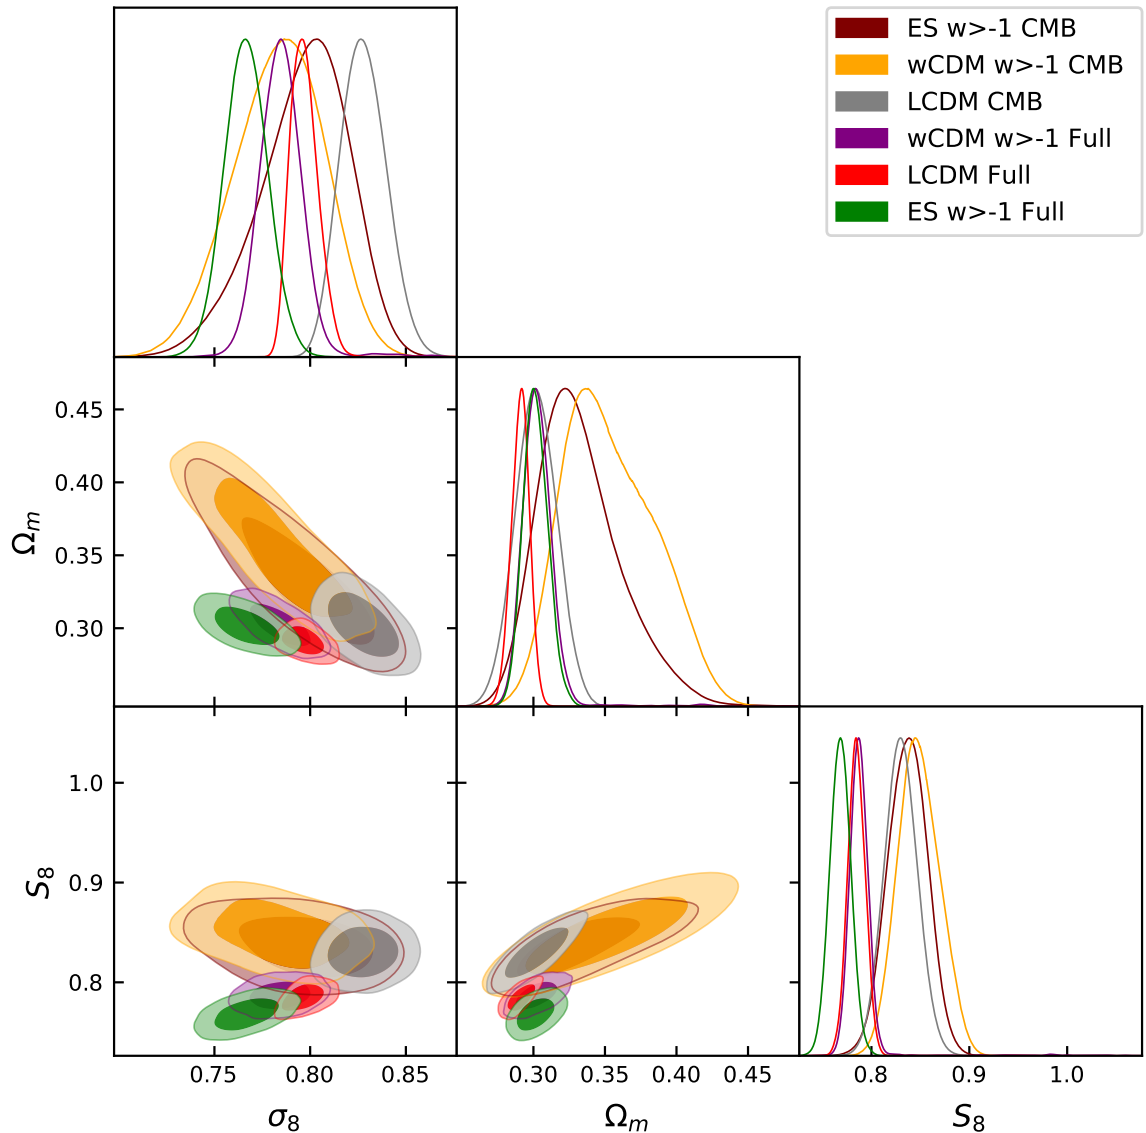 ES w>-1 CMB
wCDM w>-1 CMB
LCDM CMB
wCDM w>-1 Full
LCDM Full
ES w>-1 Full
0.45
0.40
0.35
0.30
Ωm
1.0
0.9
0.8
S8
0.75 0.80 0.85
σ8
0.30 0.35 0.40 0.45
Ωm
0.8 0.9 1.0
S8